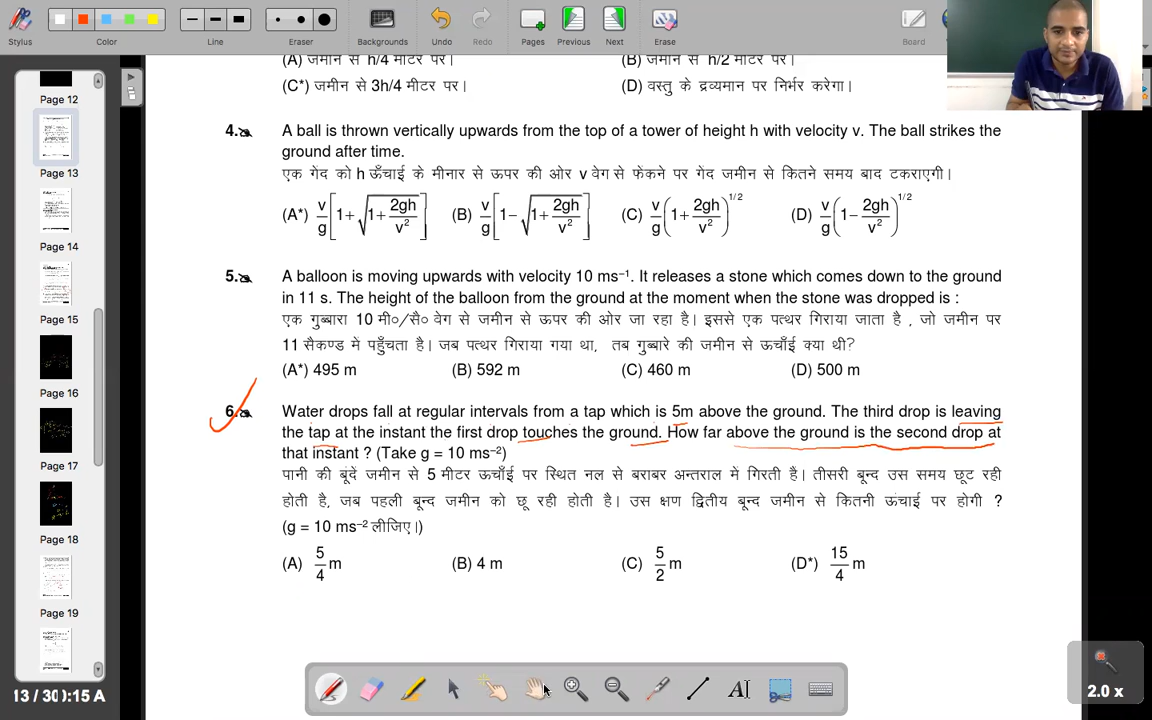 Stylus
Color
Line
Eraser
Backgrounds
Undo
Redo
Pages
Previous
Next
Erase
Board
Page 12
Page 13
Page 14
Page 15
Page 16
Page 17
Page 18
Page 19
13 / 30
0:15 A
(A) जमीन से h/4 मीटर पर। (B) जमीन से h/2 मीटर पर।
(C*) जमीन से 3h/4 मीटर पर। (D) वस्तु के द्रव्यमान पर निर्भर करेगा।
4. A ball is thrown vertically upwards from the top of a tower of height h with velocity v. The ball strikes the
ground after time.
एक गेंद को h ऊँचाई के मीनार से ऊपर की ओर v वेग से फेंकने पर गेंद जमीन से कितने समय बाद टकराएगी।
(A*) v/g [1+√(1+2gh/v²)] (B) v/g [1−√(1+2gh/v²)] (C) v/g (1+2gh/v²)^1/2 (D) v/g (1−2gh/v²)^1/2
5. A balloon is moving upwards with velocity 10 ms⁻¹. It releases a stone which comes down to the ground
in 11 s. The height of the balloon from the ground at the moment when the stone was dropped is :
एक गुब्बारा 10 मी०/सै० वेग से जमीन से ऊपर की ओर जा रहा है। इससे एक पत्थर गिराया जाता है , जो जमीन पर
11 सैकण्ड मे पहुँचता है। जब पत्थर गिराया गया था, तब गुब्बारे की जमीन से ऊचाँई क्या थी?
(A*) 495 m (B) 592 m (C) 460 m (D) 500 m
6. Water drops fall at regular intervals from a tap which is 5m above the ground. The third drop is leaving
the tap at the instant the first drop touches the ground. How far above the ground is the second drop at
that instant ? (Take g = 10 ms⁻²)
पानी की बूंदें जमीन से 5 मीटर ऊचाँई पर स्थित नल से बराबर अन्तराल में गिरती है। तीसरी बून्द उस समय छूट रही
होती है, जब पहली बून्द जमीन को छू रही होती है। उस क्षण द्वितीय बून्द जमीन से कितनी ऊंचाई पर होगी ?
(g = 10 ms⁻² लीजिए।)
(A) 5/4 m (B) 4 m (C) 5/2 m (D*) 15/4 m
2.0 x